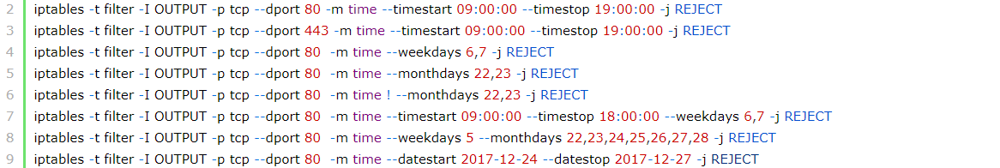 2 iptables -t filter -I OUTPUT -p tcp --dport 80 -m time --timestart 09:00:00 --timestop 19:00:00 -j REJECT
3 iptables -t filter -I OUTPUT -p tcp --dport 443 -m time --timestart 09:00:00 --timestop 19:00:00 -j REJECT
4 iptables -t filter -I OUTPUT -p tcp --dport 80  -m time --weekdays 6,7 -j REJECT
5 iptables -t filter -I OUTPUT -p tcp --dport 80  -m time --monthdays 22,23 -j REJECT
6 iptables -t filter -I OUTPUT -p tcp --dport 80  -m time ! --monthdays 22,23 -j REJECT
7 iptables -t filter -I OUTPUT -p tcp --dport 80  -m time --timestart 09:00:00 --timestop 18:00:00 --weekdays 6,7 -j REJECT
8 iptables -t filter -I OUTPUT -p tcp --dport 80  -m time --weekdays 5 --monthdays 22,23,24,25,26,27,28 -j REJECT
9 iptables -t filter -I OUTPUT -p tcp --dport 80  -m time --datestart 2017-12-24 --datestop 2017-12-27 -j REJECT